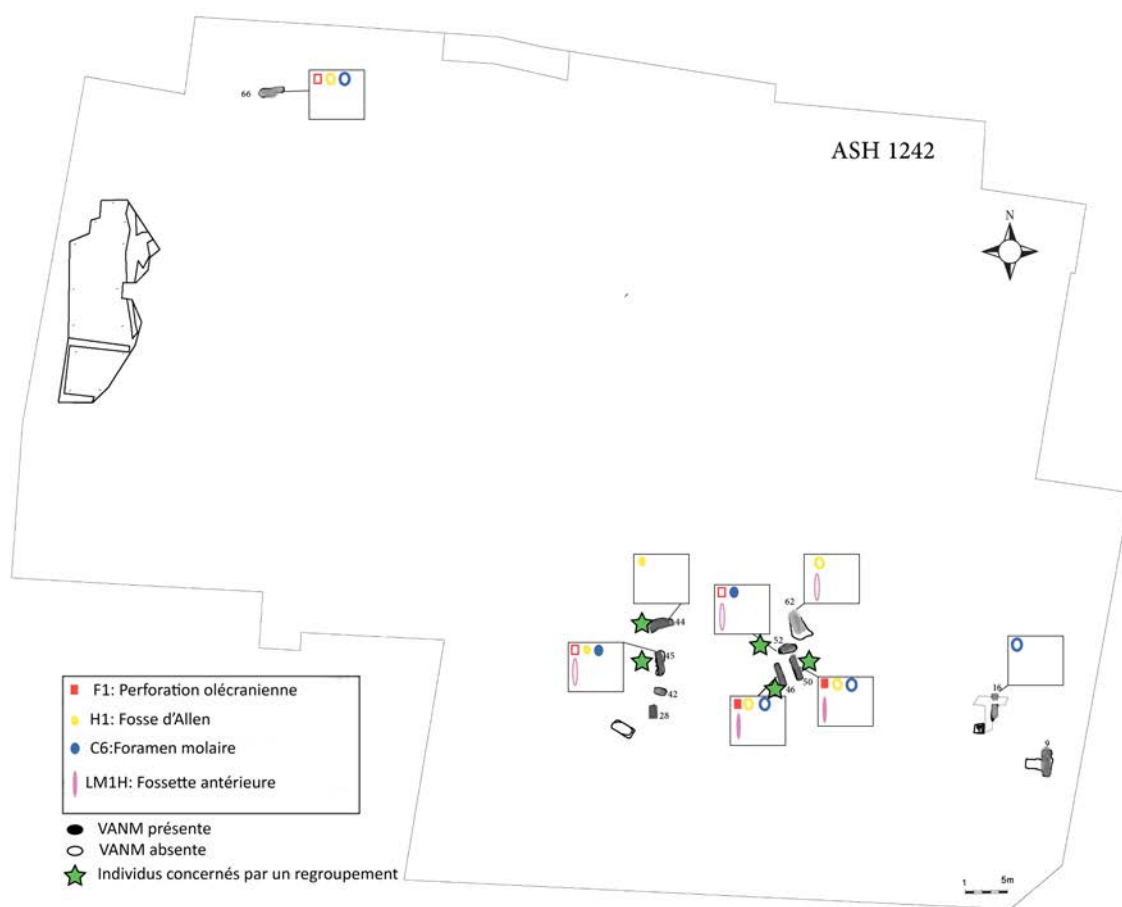 66
ASH 1242
N
62
44
52
45
50
16
46
42
28
9
F1: Perforation olécranienne
H1: Fosse d'Allen
C6:Foramen molaire
LM1H: Fossette antérieure
VANM présente
VANM absente
Individus concernés par un regroupement
1 5m